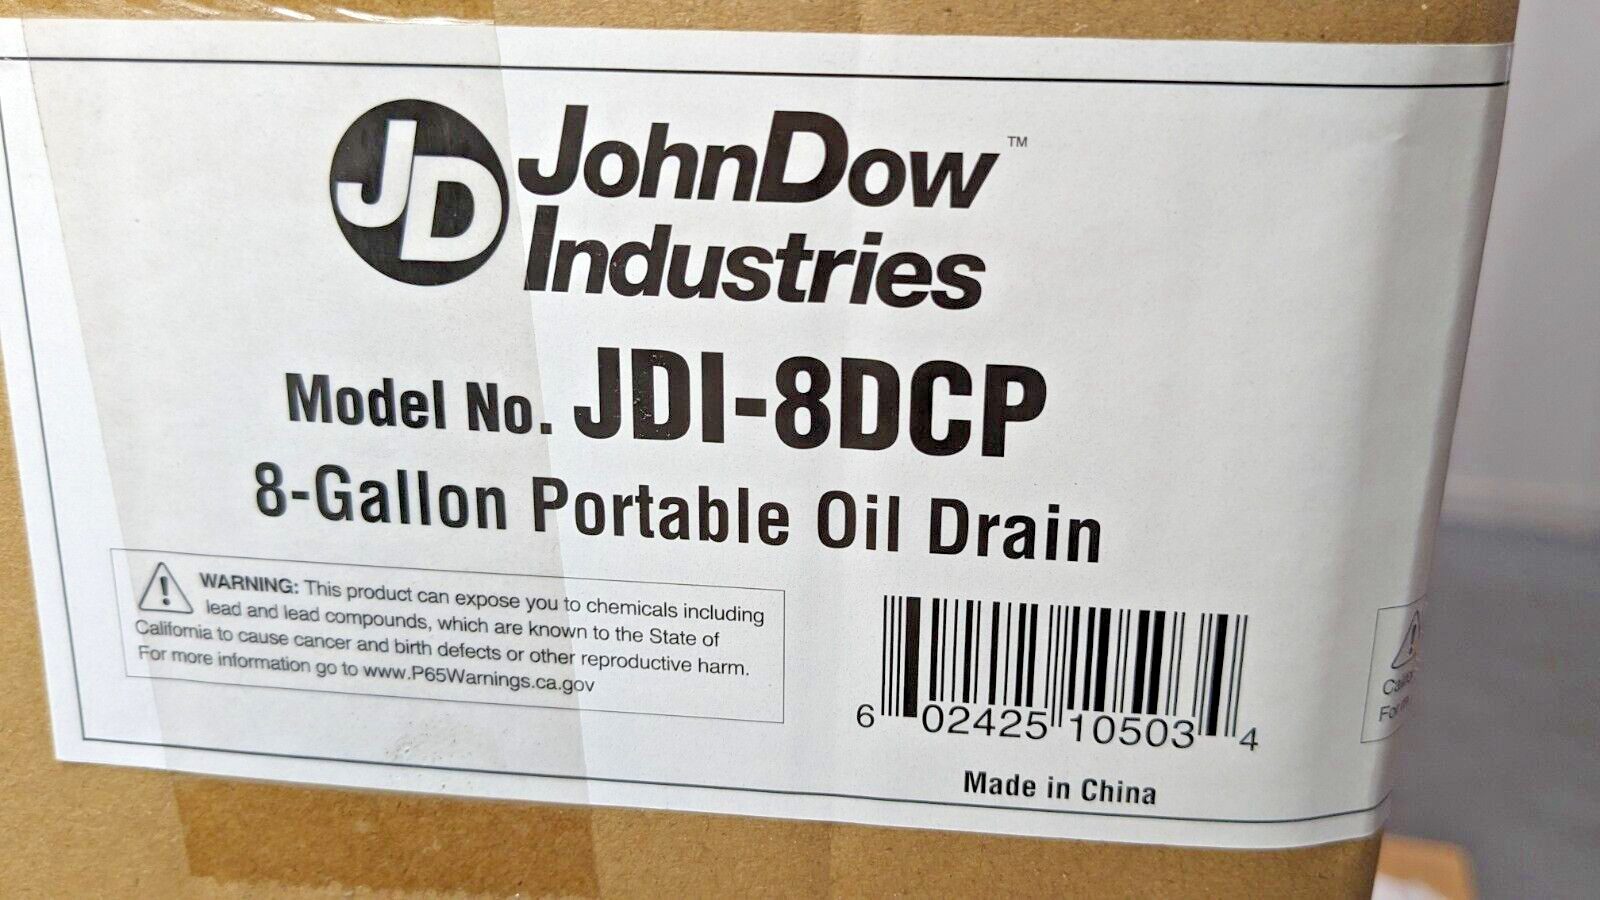 JD
JohnDow™
Industries
Model No. JDI-8DCP
8-Gallon Portable Oil Drain
WARNING: This product can expose you to chemicals including
lead and lead compounds, which are known to the State of
California to cause cancer and birth defects or other reproductive harm.
For more information go to www.P65Warnings.ca.gov
6 02425 10503 4
Made in China